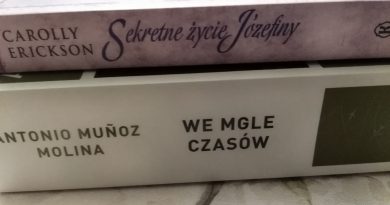 CAROLLY
ERICKSON
Sekretne życie Józefiny
ANTONIO MUÑOZ
MOLINA
WE MGLE
CZASÓW